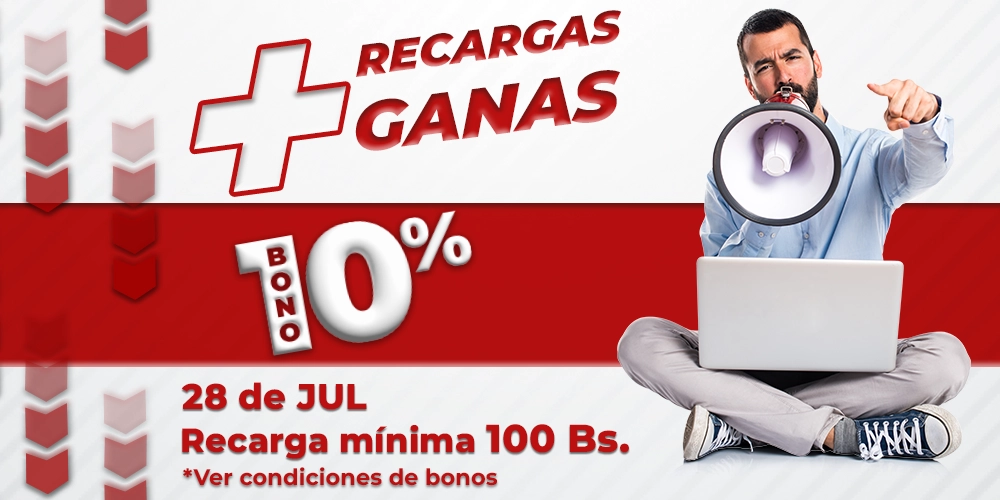 + RECARGAS
GANAS
BONO
10%
28 de JUL
Recarga mínima 100 Bs.
*Ver condiciones de bonos